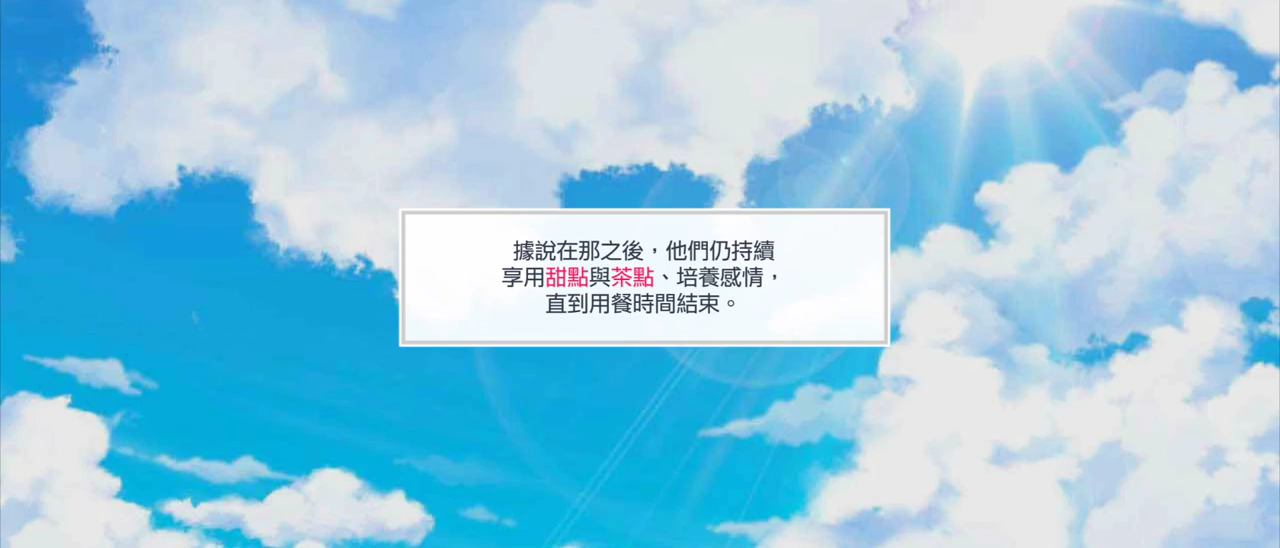 據說在那之後，他們仍持續
享用甜點與茶點、培養感情，
直到用餐時間結束。